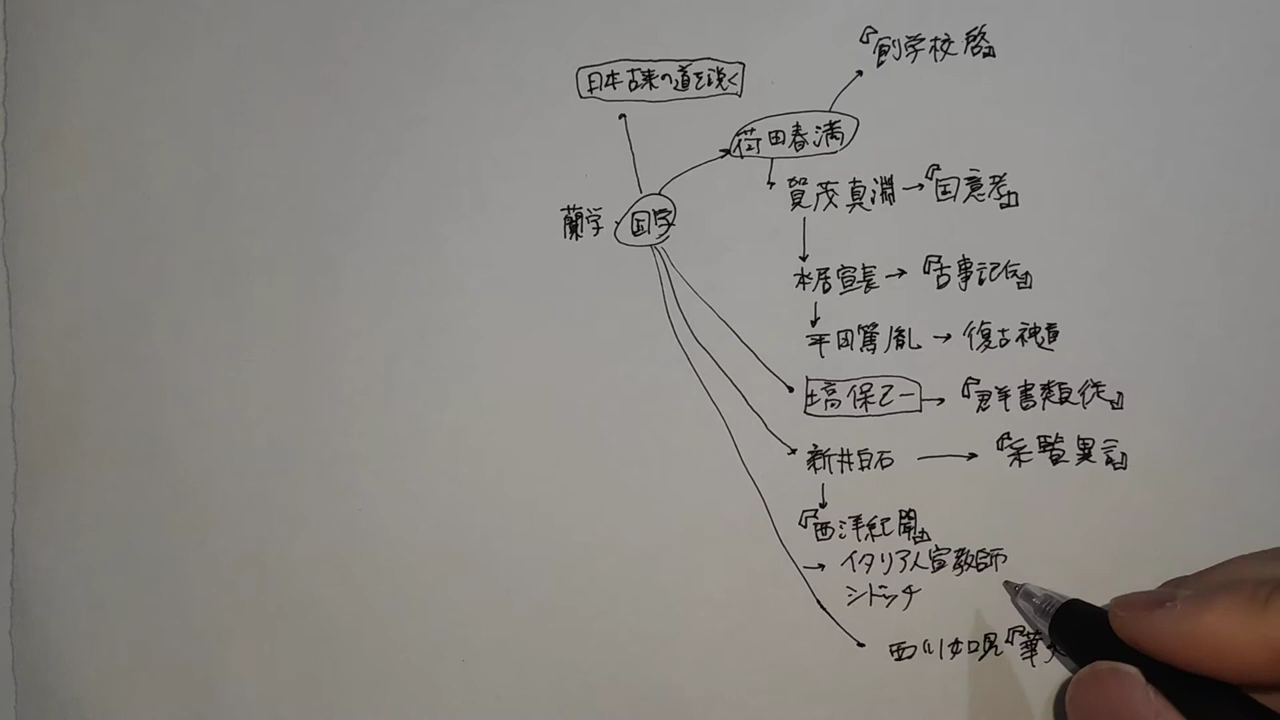 『創学校啓』
日本古来の道を説く
荷田春満
賀茂真淵→『国意考』
蘭学 国学
本居宣長→『古事記伝』
平田篤胤→復古神道
塙保己一→『群書類従』
新井白石→『采覧異言』
『西洋紀聞』
→イタリア人宣教師
シドッチ
西川如見『華